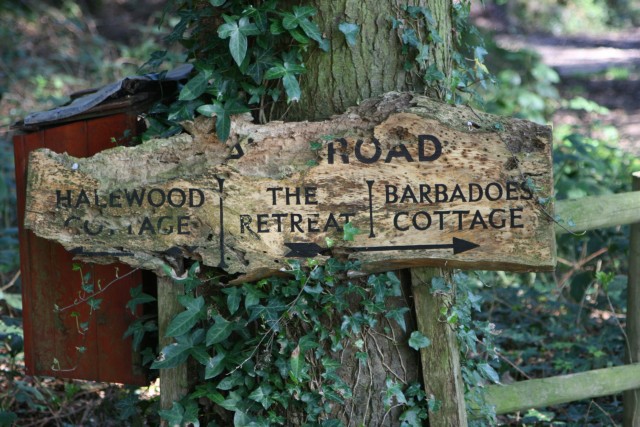 ROAD
HALEWOOD
COTTAGE
THE
RETREAT
BARBADOES
COTTAGE